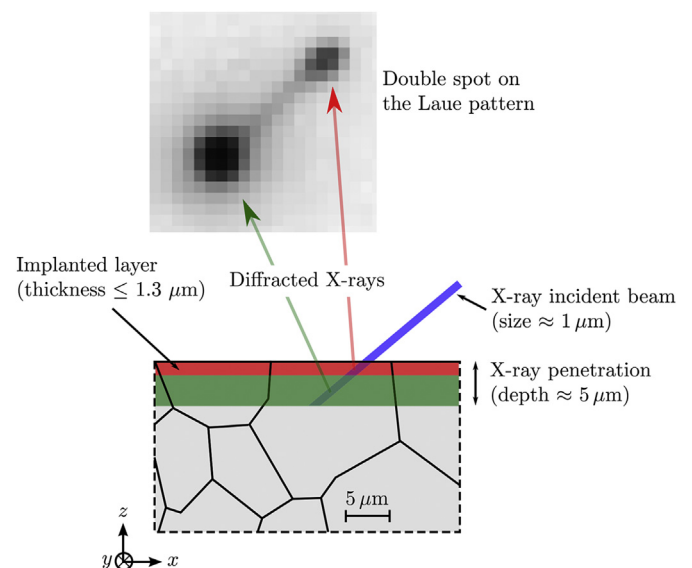 Double spot on
the Laue pattern
Implanted layer
(thickness ≤ 1.3 μm)
Diffracted X-rays
X-ray incident beam
(size ≈ 1 μm)
X-ray penetration
(depth ≈ 5 μm)
5 μm
z
y
x